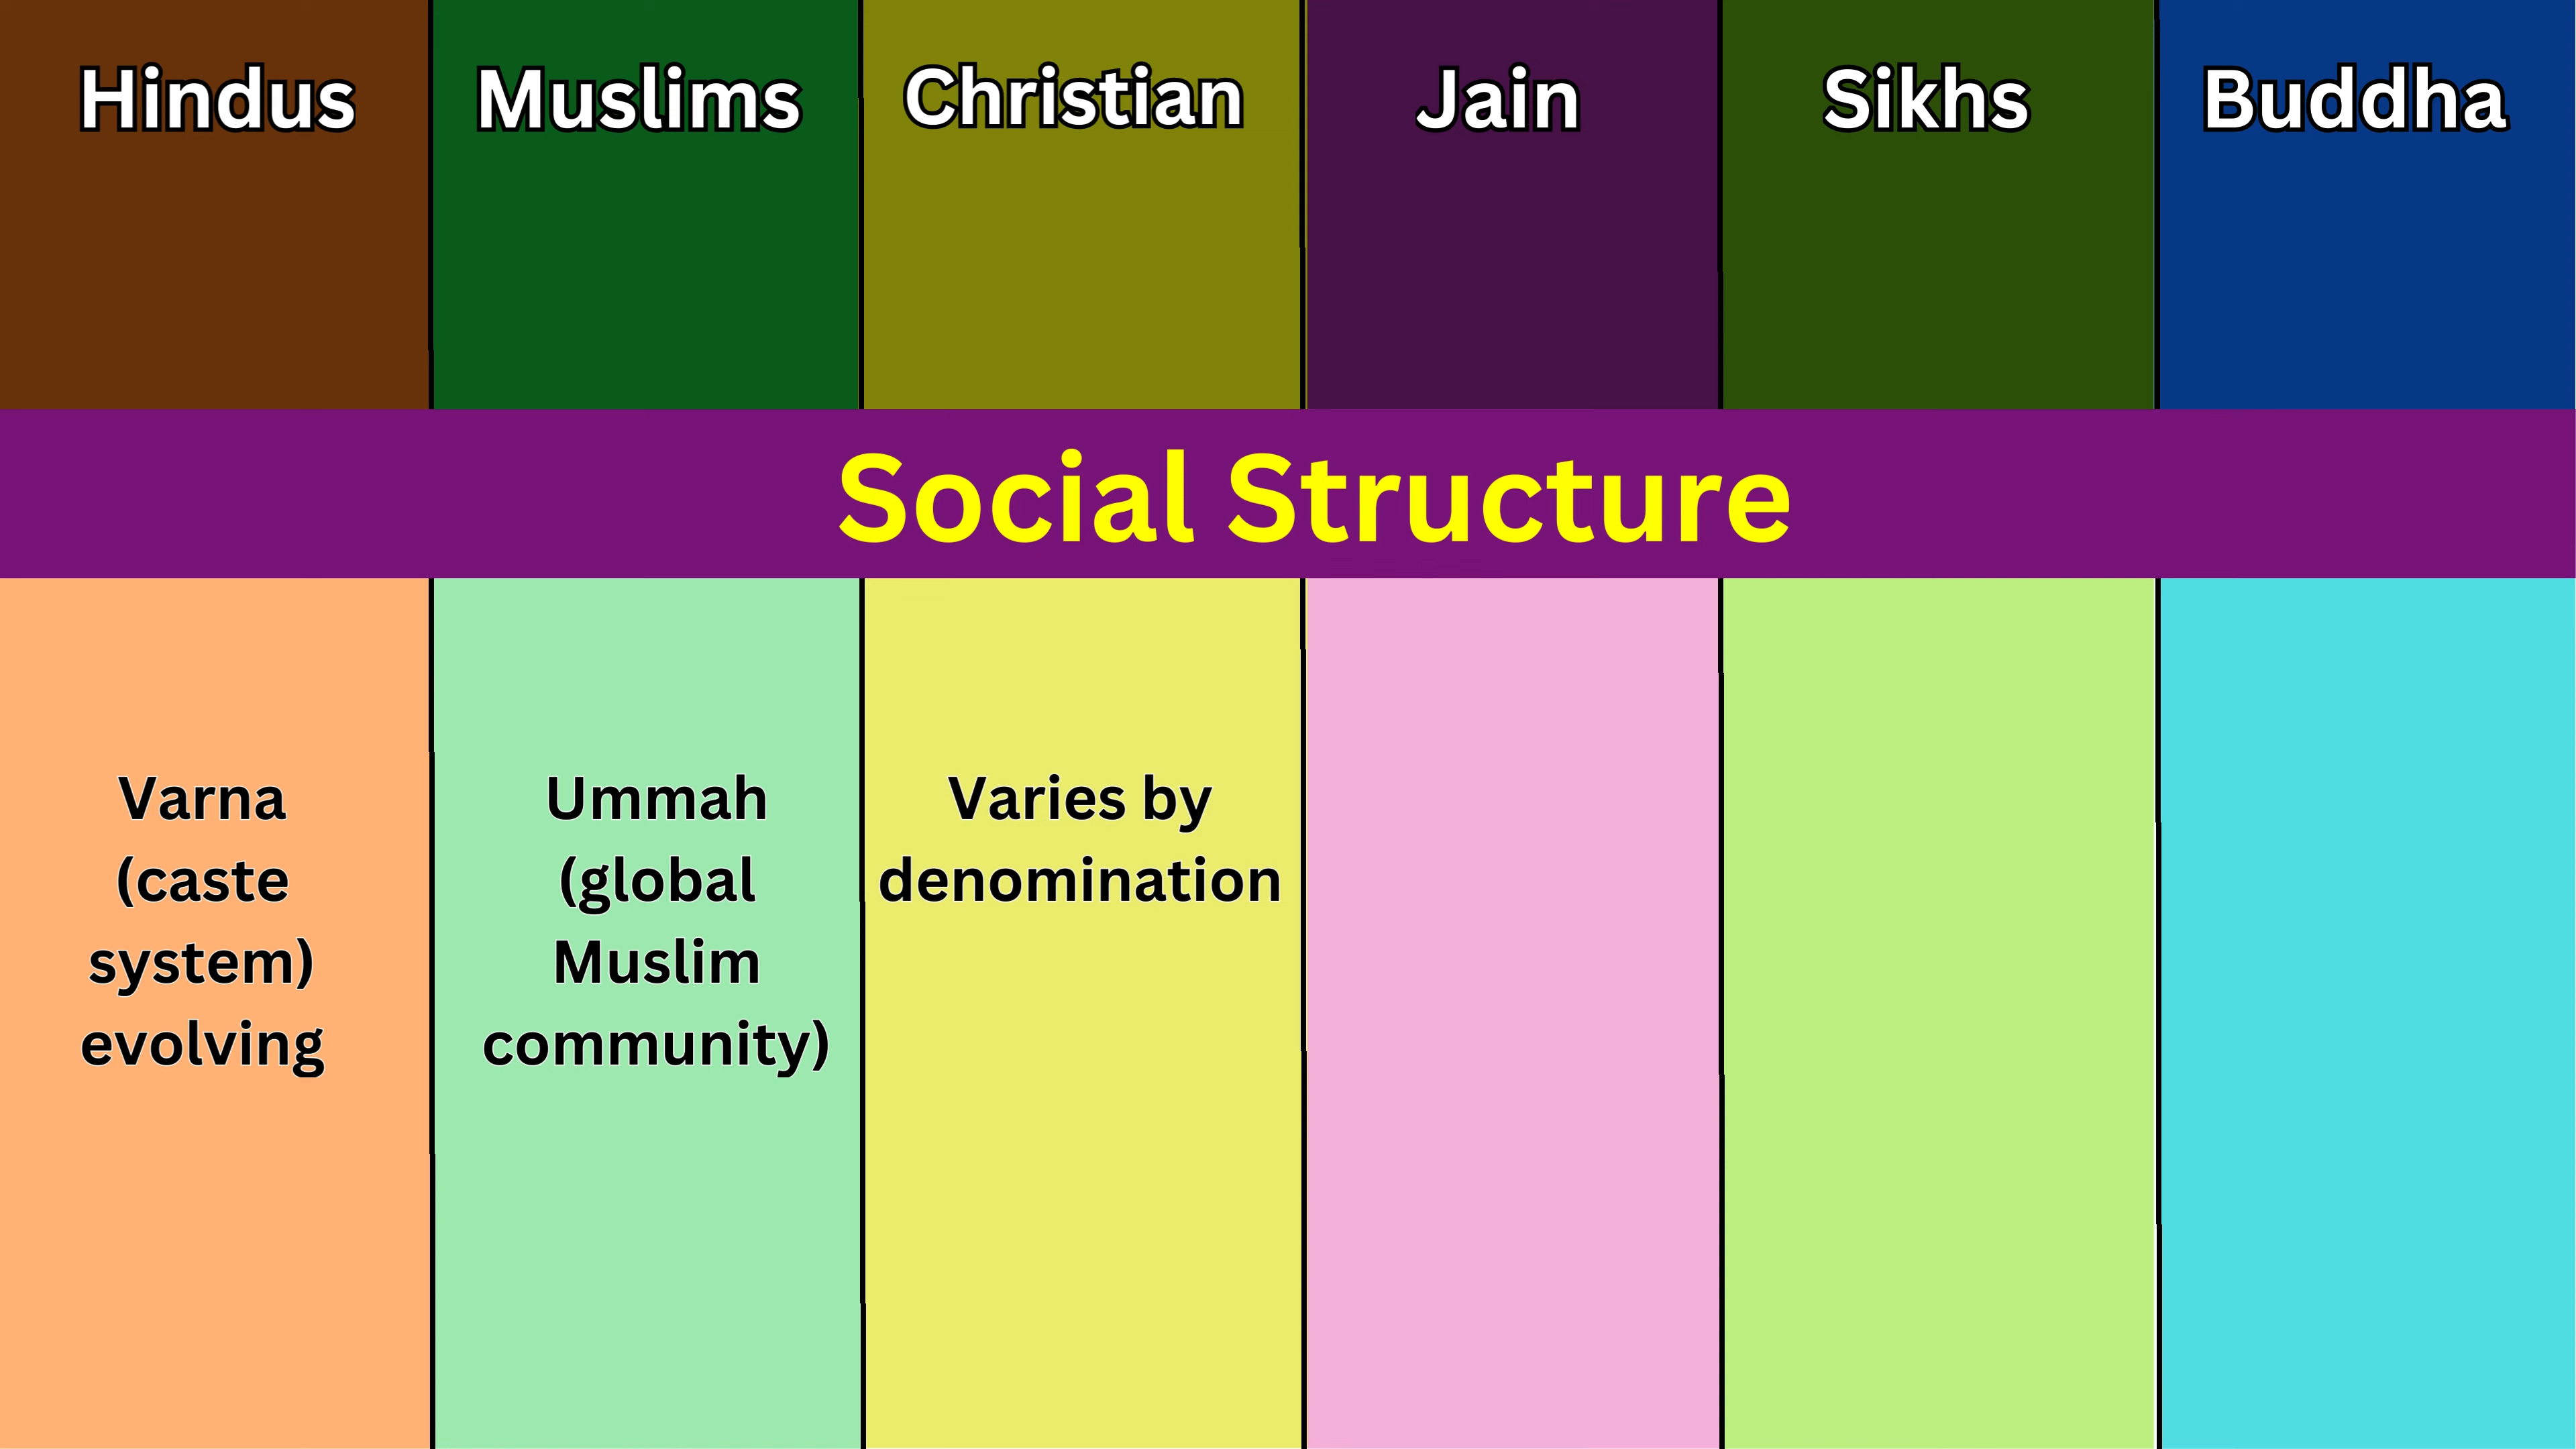 Hindus
Muslims
Christian
Jain
Sikhs
Buddha
Social Structure
Varna
(caste
system)
evolving
Ummah
(global
Muslim
community)
Varies by
denomination